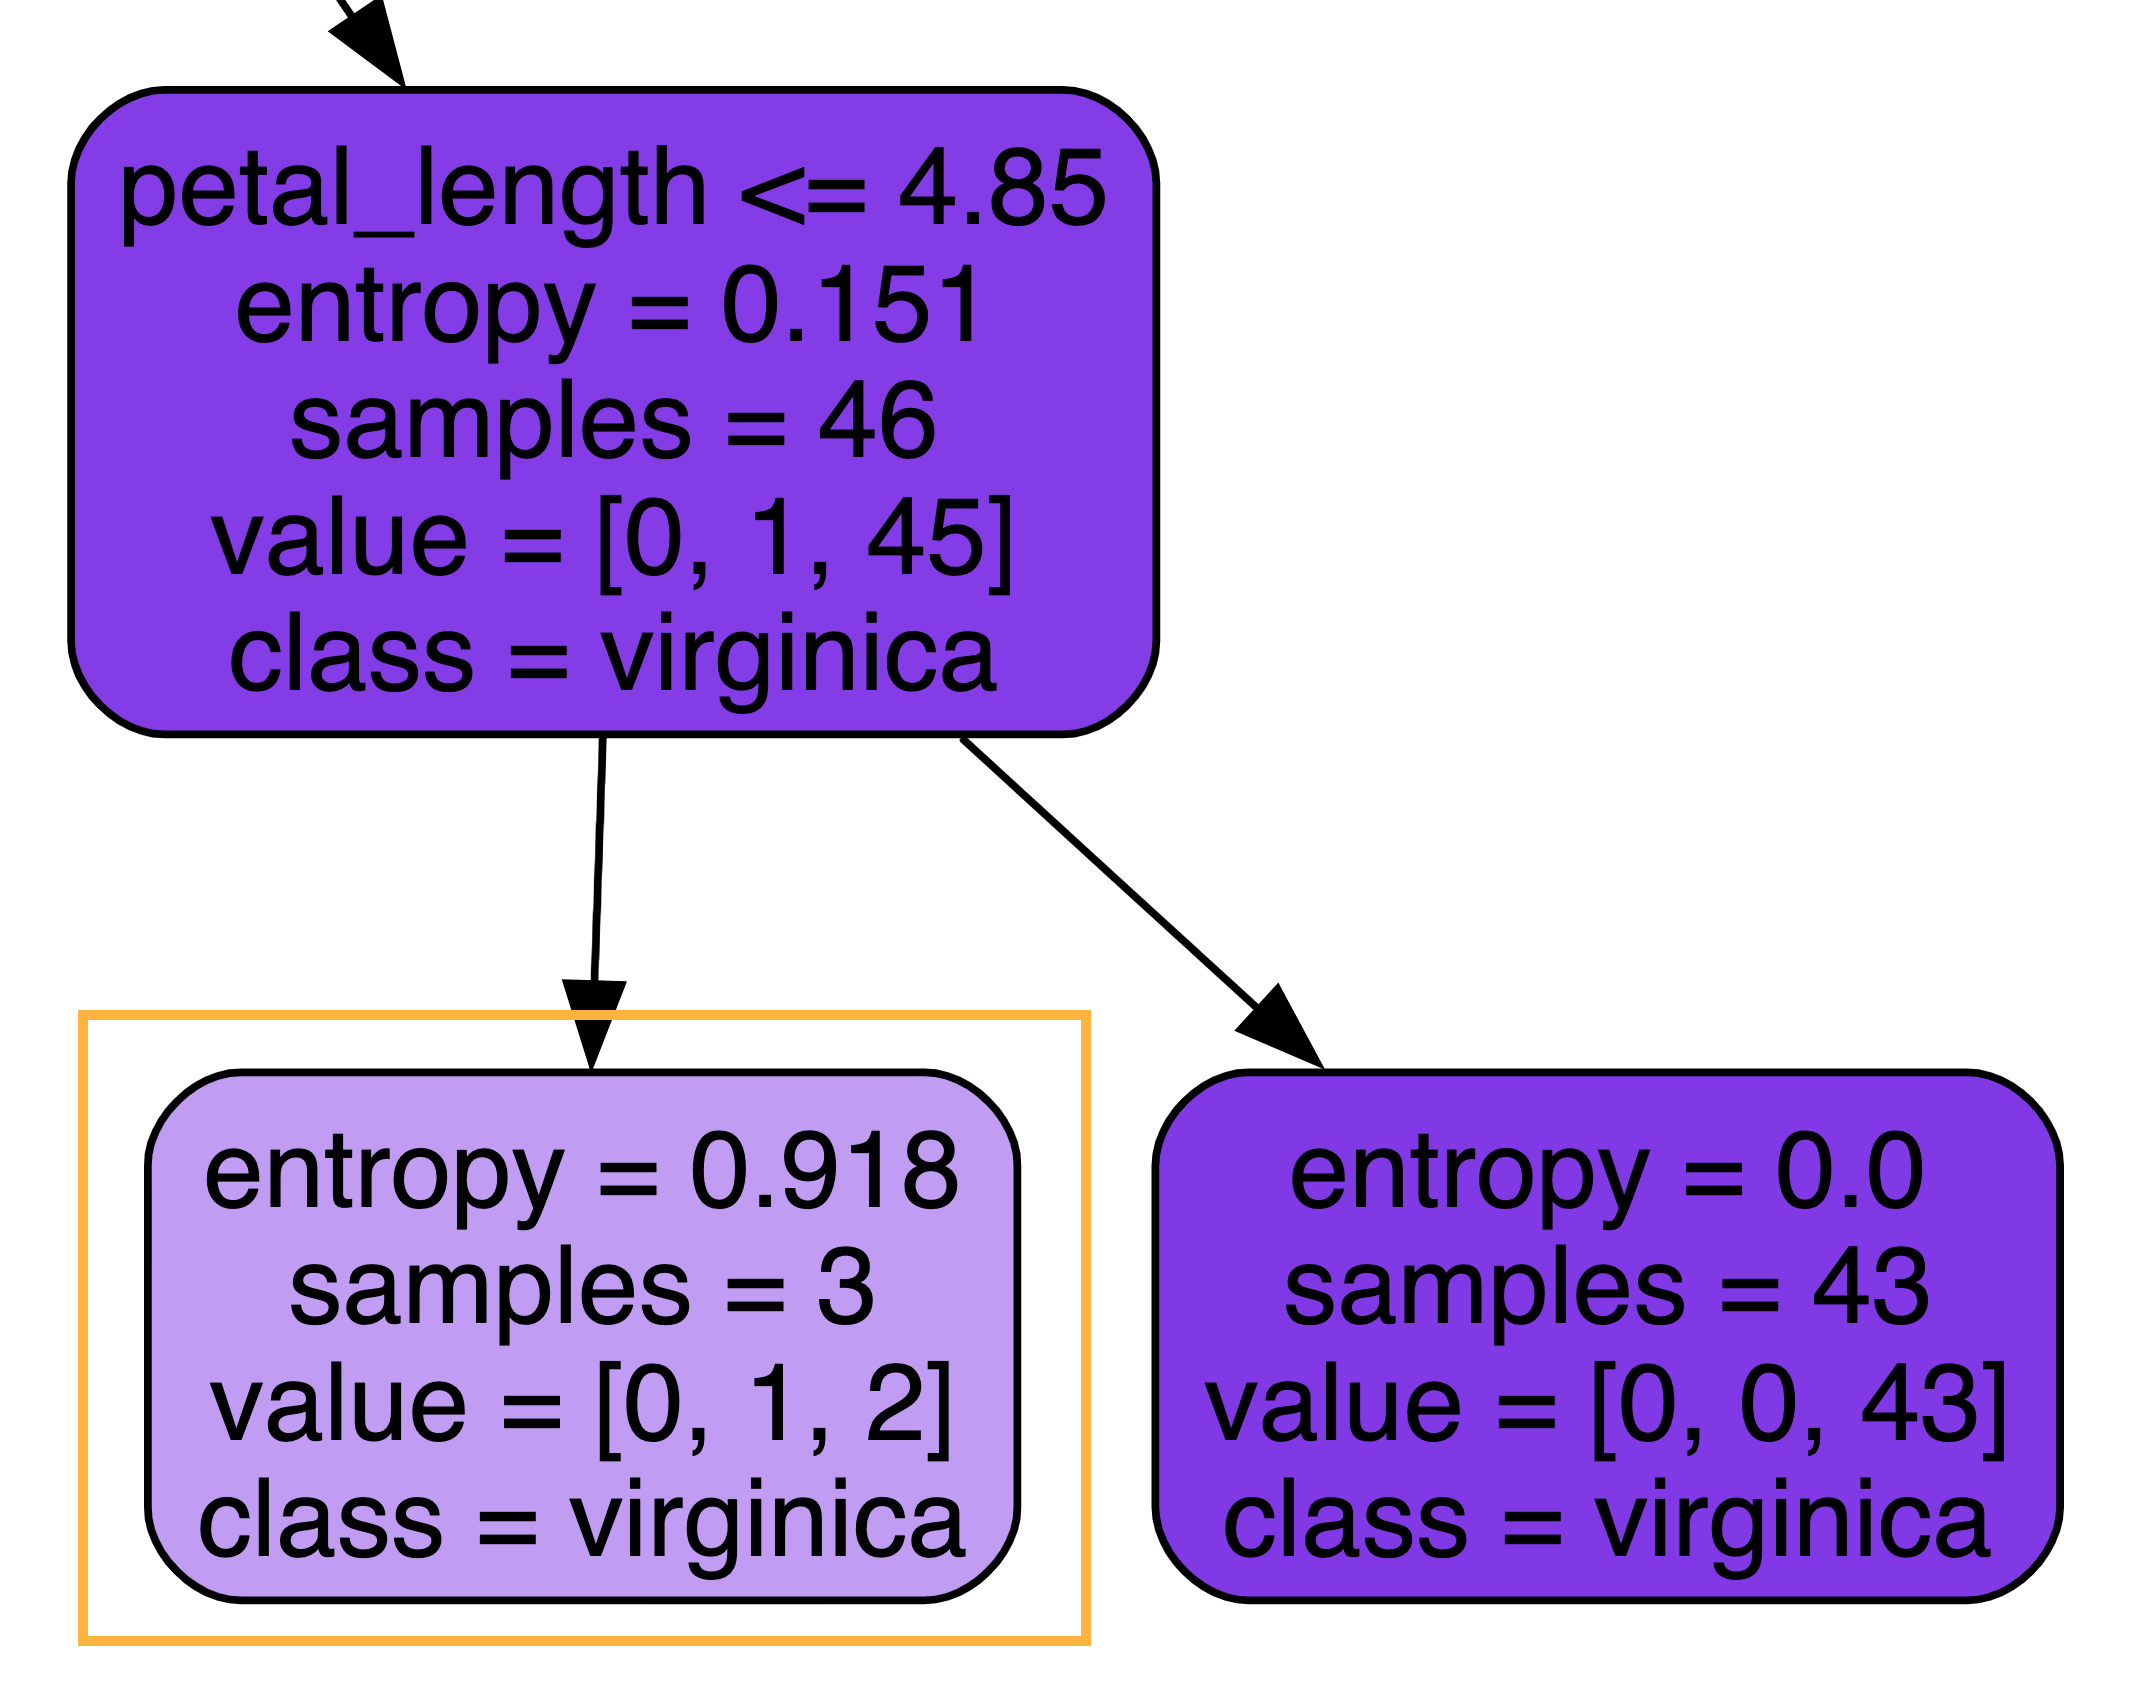 petal_length <= 4.85
entropy = 0.151
samples = 46
value = [0, 1, 45]
class = virginica
entropy = 0.918
samples = 3
value = [0, 1, 2]
class = virginica
entropy = 0.0
samples = 43
value = [0, 0, 43]
class = virginica